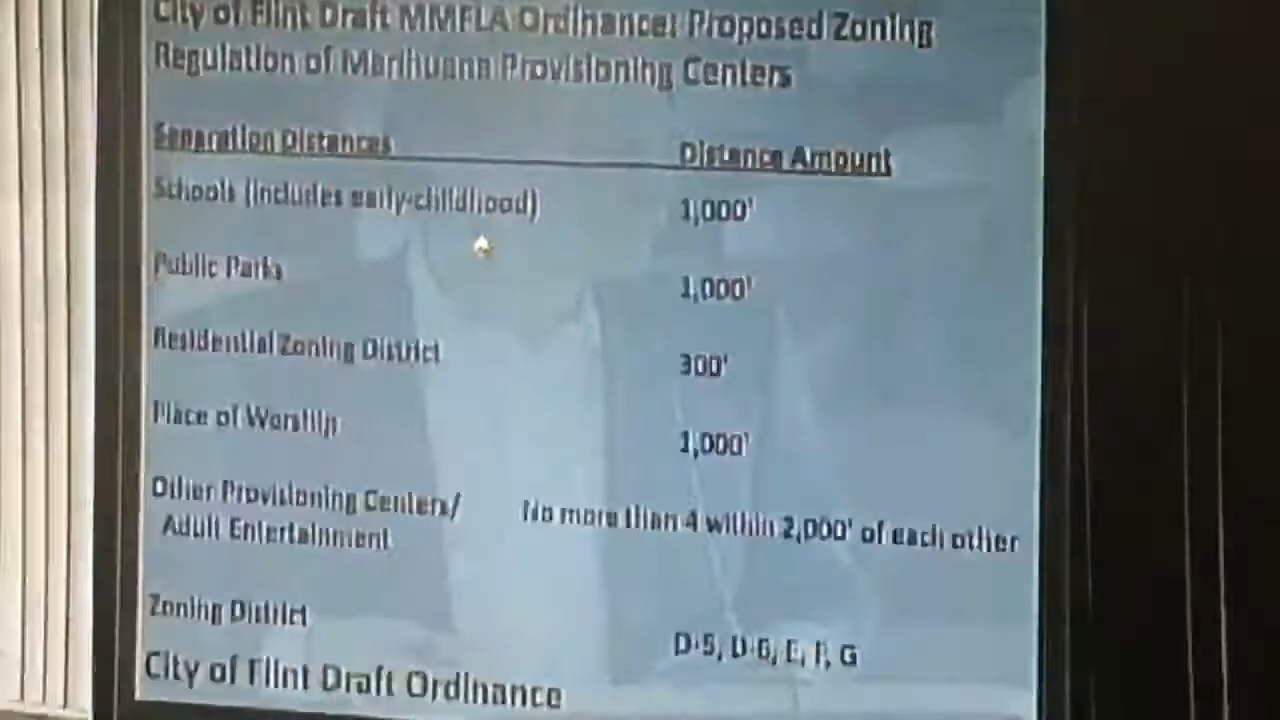 City of Flint Draft MMFLA Ordinance: Proposed Zoning
Regulation of Marihuana Provisioning Centers
Separation Distances Distance Amount
Schools (includes early-childhood) 1,000'
Public Parks 1,000'
Residential Zoning District 300'
Place of Worship 1,000'
Other Provisioning Centers/ No more than 4 within 2,000' of each other
Adult Entertainment
Zoning District D-5, D-6, E, F, G
City of Flint Draft Ordinance